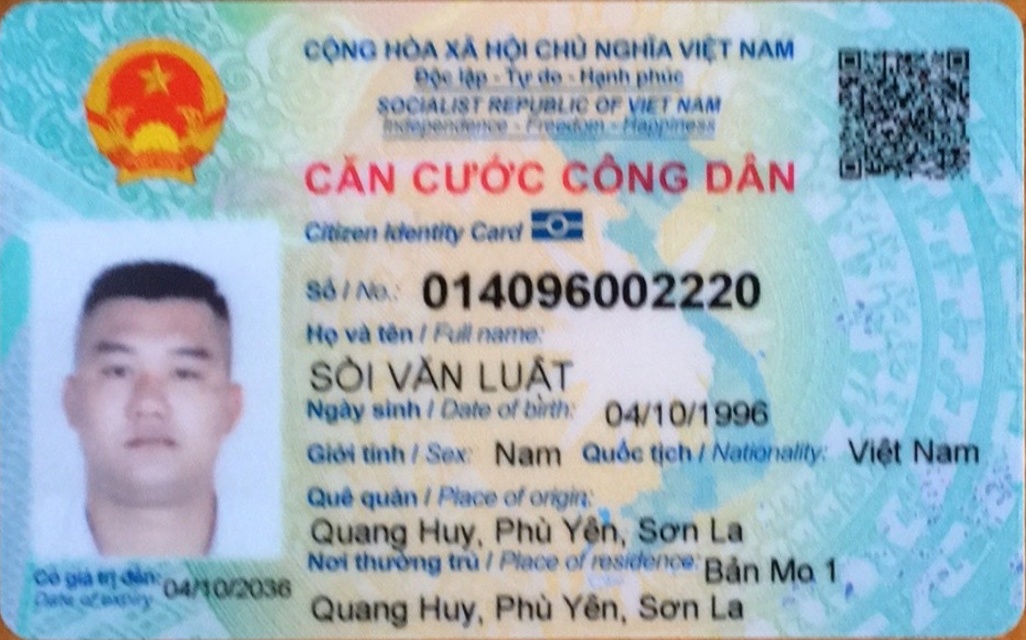 CỘNG HÒA XÃ HỘI CHỦ NGHĨA VIỆT NAM
Độc lập - Tự do - Hạnh phúc
SOCIALIST REPUBLIC OF VIET NAM
Independence - Freedom - Happiness
CĂN CƯỚC CÔNG DÂN
Citizen Identity Card
Số / No.: 014096002220
Họ và tên / Full name:
SÒI VĂN LUẬT
Ngày sinh / Date of birth: 04/10/1996
Giới tính / Sex: Nam Quốc tịch / Nationality: Việt Nam
Quê quán / Place of origin:
Quang Huy, Phù Yên, Sơn La
Nơi thường trú / Place of residence: Bản Mo 1,
Quang Huy, Phù Yên, Sơn La
Có giá trị đến: 04/10/2036
Date of expiry